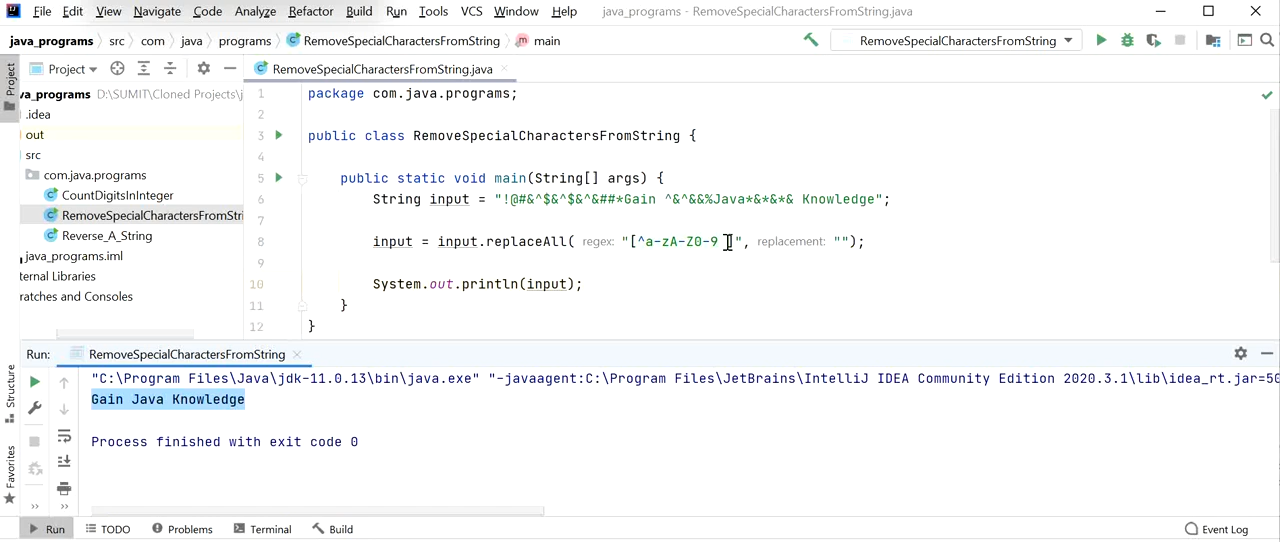 File Edit View Navigate Code Analyze Refactor Build Run Tools VCS Window Help java_programs - RemoveSpecialCharactersFromString.java
java_programs src com java programs RemoveSpecialCharactersFromString main RemoveSpecialCharactersFromString
Project RemoveSpecialCharactersFromString.java
Project
va_programs D:\SUMIT\Cloned Projects\j
.idea
out
src
com.java.programs
CountDigitsInInteger
RemoveSpecialCharactersFromStri
Reverse_A_String
java_programs.iml
ternal Libraries
ratches and Consoles
1 package com.java.programs;
2
3 public class RemoveSpecialCharactersFromString {
4
5 public static void main(String[] args) {
6 String input = "!@#&^$&^$&^&##*Gain ^&^&&%Java*&*&*& Knowledge";
7
8 input = input.replaceAll( regex: "[^a-zA-Z0-9 ]", replacement: "");
9
10 System.out.println(input);
11 }
12 }
Run: RemoveSpecialCharactersFromString
"C:\Program Files\Java\jdk-11.0.13\bin\java.exe" "-javaagent:C:\Program Files\JetBrains\IntelliJ IDEA Community Edition 2020.3.1\lib\idea_rt.jar=50
Gain Java Knowledge
Process finished with exit code 0
Structure
Favorites
Run TODO Problems Terminal Build Event Log